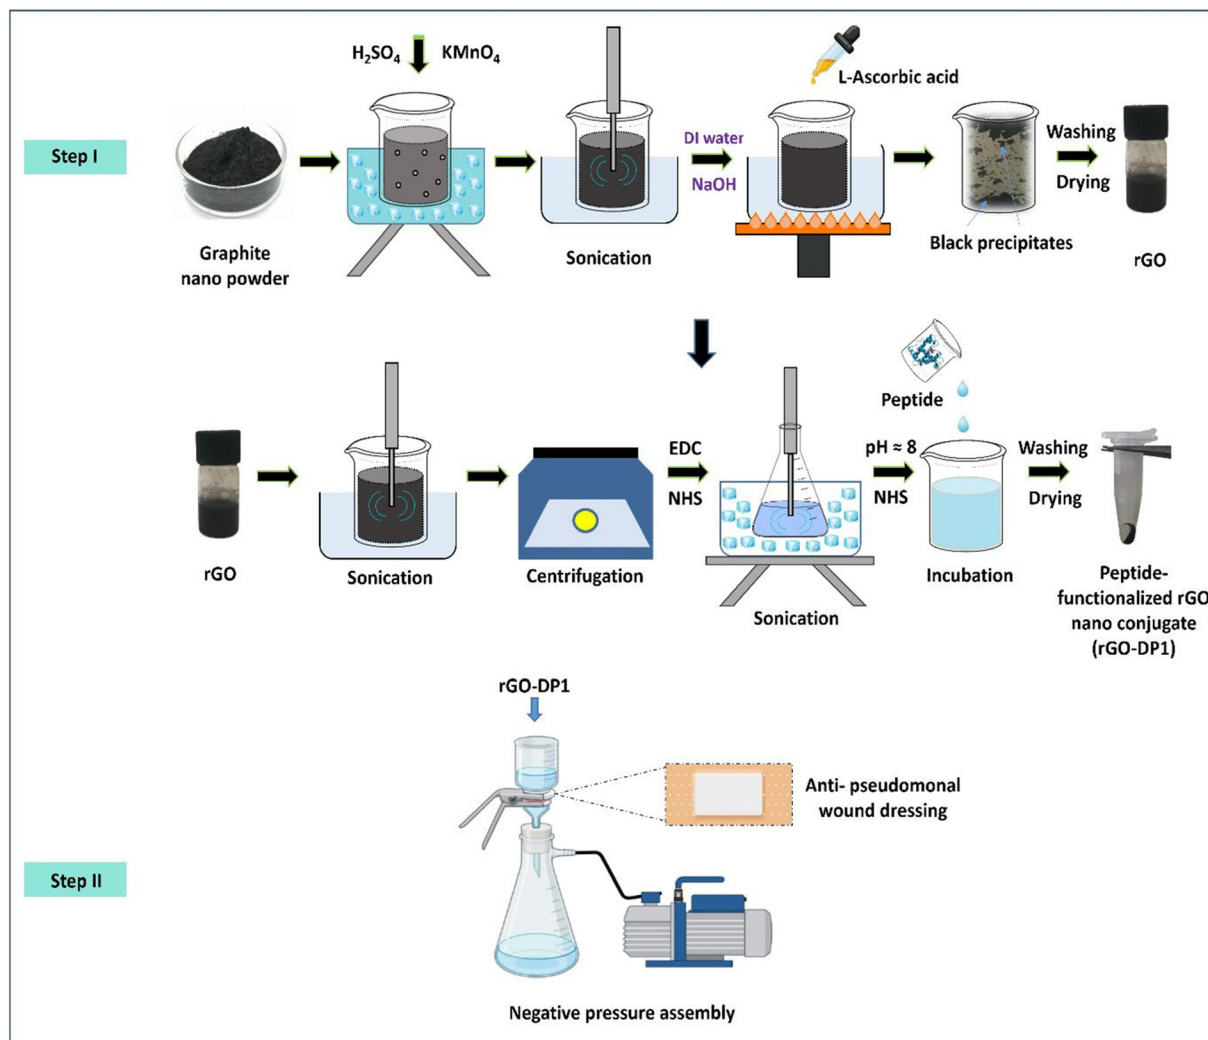 H₂SO₄ KMnO₄
L-Ascorbic acid
Step I
DI water
NaOH
Washing
Drying
Graphite
nano powder
Sonication
Black precipitates
rGO
Peptide
EDC
NHS
pH ≈ 8
NHS
Washing
Drying
rGO
Sonication
Centrifugation
Sonication
Incubation
Peptide-
functionalized rGO
nano conjugate
(rGO-DP1)
rGO-DP1
Anti- pseudomonal
wound dressing
Step II
Negative pressure assembly